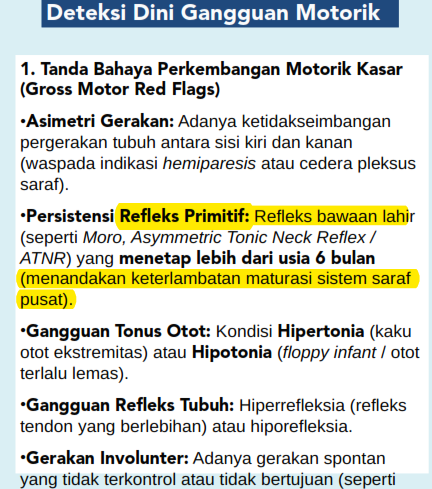 Deteksi Dini Gangguan Motorik
1. Tanda Bahaya Perkembangan Motorik Kasar
(Gross Motor Red Flags)
•Asimetri Gerakan: Adanya ketidakseimbangan
pergerakan tubuh antara sisi kiri dan kanan
(waspada indikasi hemiparesis atau cedera pleksus
saraf).
•Persistensi Refleks Primitif: Refleks bawaan lahir
(seperti Moro, Asymmetric Tonic Neck Reflex /
ATNR) yang menetap lebih dari usia 6 bulan
(menandakan keterlambatan maturasi sistem saraf
pusat).
•Gangguan Tonus Otot: Kondisi Hipertonia (kaku
otot ekstremitas) atau Hipotonia (floppy infant / otot
terlalu lemas).
•Gangguan Refleks Tubuh: Hiperrefleksia (refleks
tendon yang berlebihan) atau hiporefleksia.
•Gerakan Involunter: Adanya gerakan spontan
yang tidak terkontrol atau tidak bertujuan (seperti